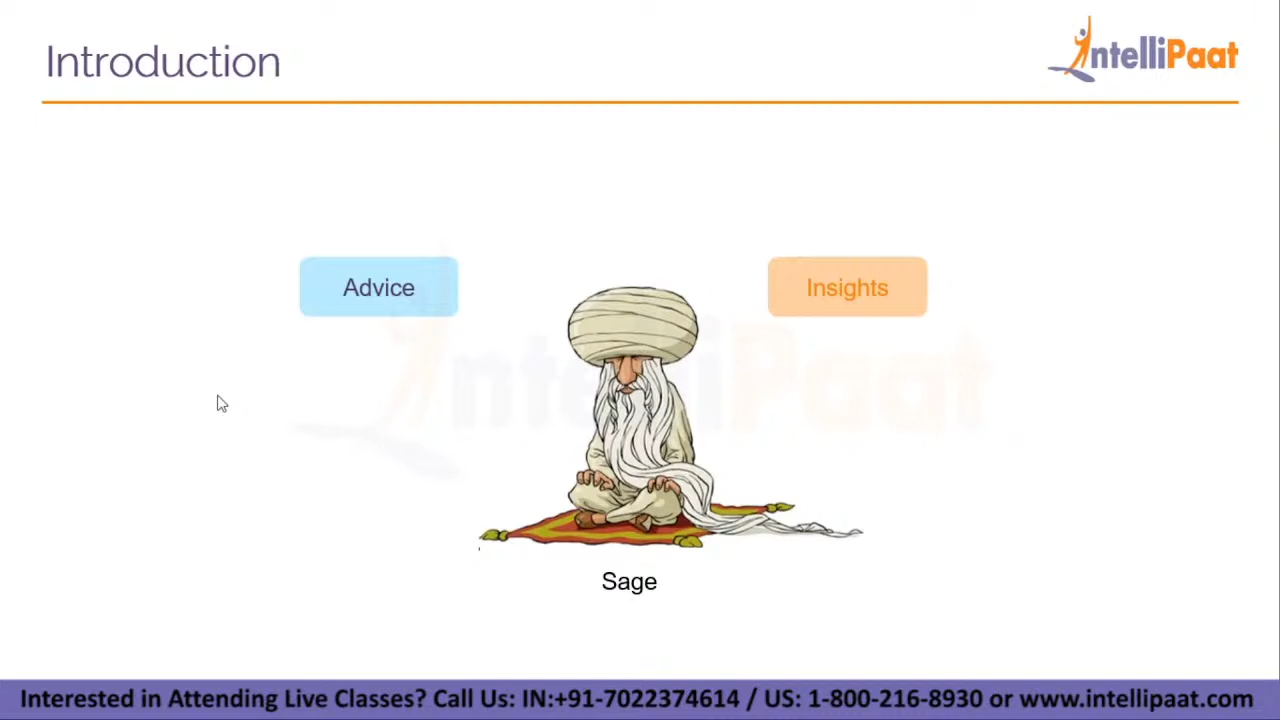 Introduction
IntelliPaat
Advice
Insights
IntelliPaat
Sage
Interested in Attending Live Classes? Call Us: IN:+91-7022374614 / US: 1-800-216-8930 or www.intellipaat.com